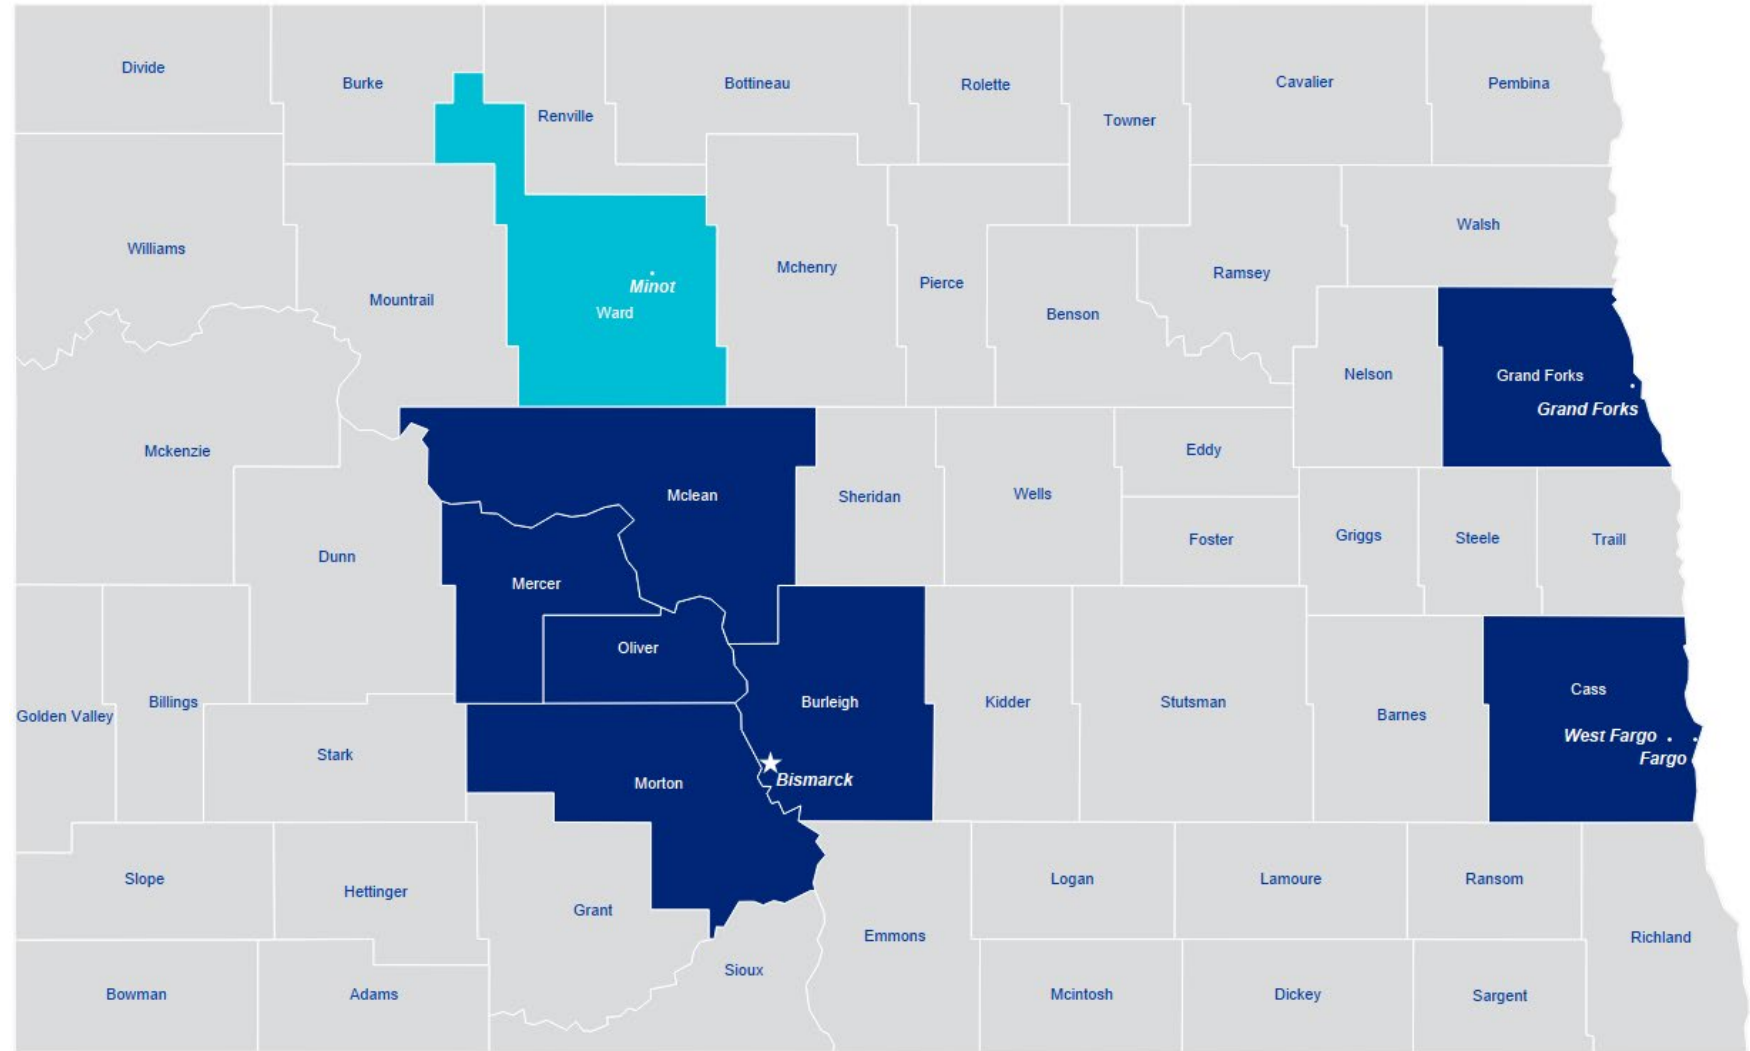 Divide
Burke
Renville
Bottineau
Rolette
Towner
Cavalier
Pembina
Williams
Mountrail
Minot
Ward
Mchenry
Pierce
Benson
Ramsey
Walsh
Nelson
Grand Forks
Grand Forks
Mckenzie
Dunn
Mclean
Mercer
Oliver
Sheridan
Wells
Eddy
Foster
Griggs
Steele
Traill
Golden Valley
Billings
Stark
Morton
Burleigh
Bismarck
Kidder
Stutsman
Barnes
Cass
West Fargo
Fargo
Slope
Hettinger
Grant
Sioux
Emmons
Logan
Lamoure
Ransom
Richland
Bowman
Adams
Mcintosh
Dickey
Sargent